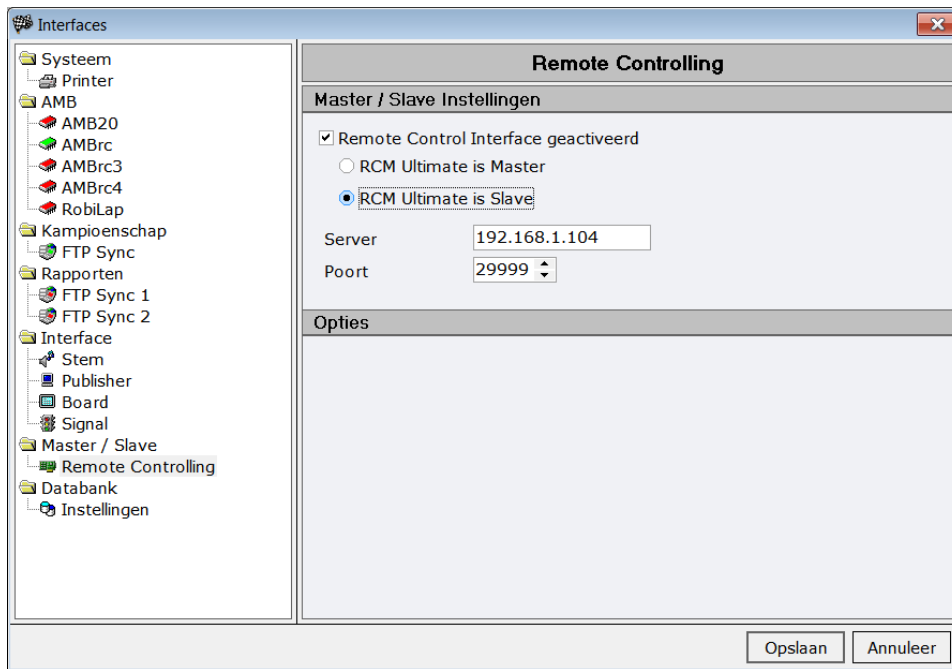 Interfaces
Systeem
Printer
AMB
AMB20
AMBrc
AMBrc3
AMBrc4
RobiLap
Kampioenschap
FTP Sync
Rapporten
FTP Sync 1
FTP Sync 2
Interface
Stem
Publisher
Board
Signal
Master / Slave
Remote Controlling
Databank
Instellingen
Remote Controlling
Master / Slave Instellingen
Remote Control Interface geactiveerd
RCM Ultimate is Master
RCM Ultimate is Slave
Server 192.168.1.104
Poort 29999
Opties
Opslaan Annuleer